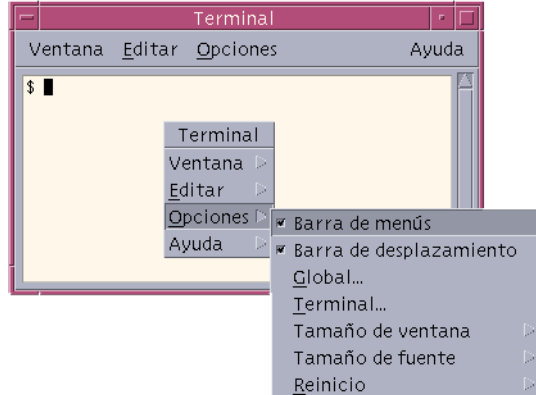 Terminal
Ventana Editar Opciones Ayuda
$
Terminal
Ventana
Editar
Opciones
Ayuda
Barra de menús
Barra de desplazamiento
Global...
Terminal...
Tamaño de ventana
Tamaño de fuente
Reinicio